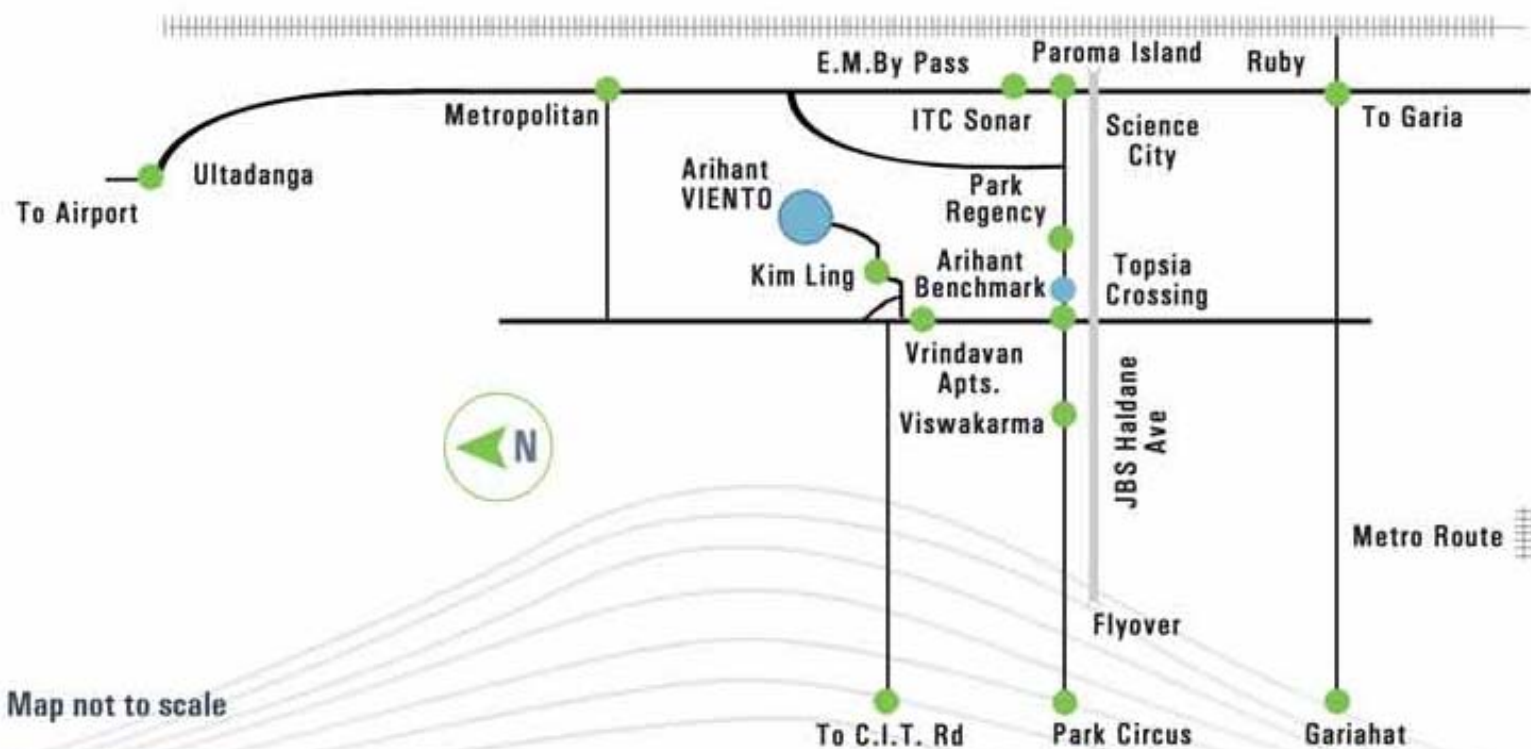 E.M.By Pass
Paroma Island
Ruby
Metropolitan
ITC Sonar
Science
City
To Garia
Ultadanga
To Airport
Arihant
VIENTO
Park
Regency
Kim Ling
Arihant
Benchmark
Topsia
Crossing
Vrindavan
Apts.
Viswakarma
JBS Haldane
Ave
N
Metro Route
Flyover
Map not to scale
To C.I.T. Rd
Park Circus
Gariahat